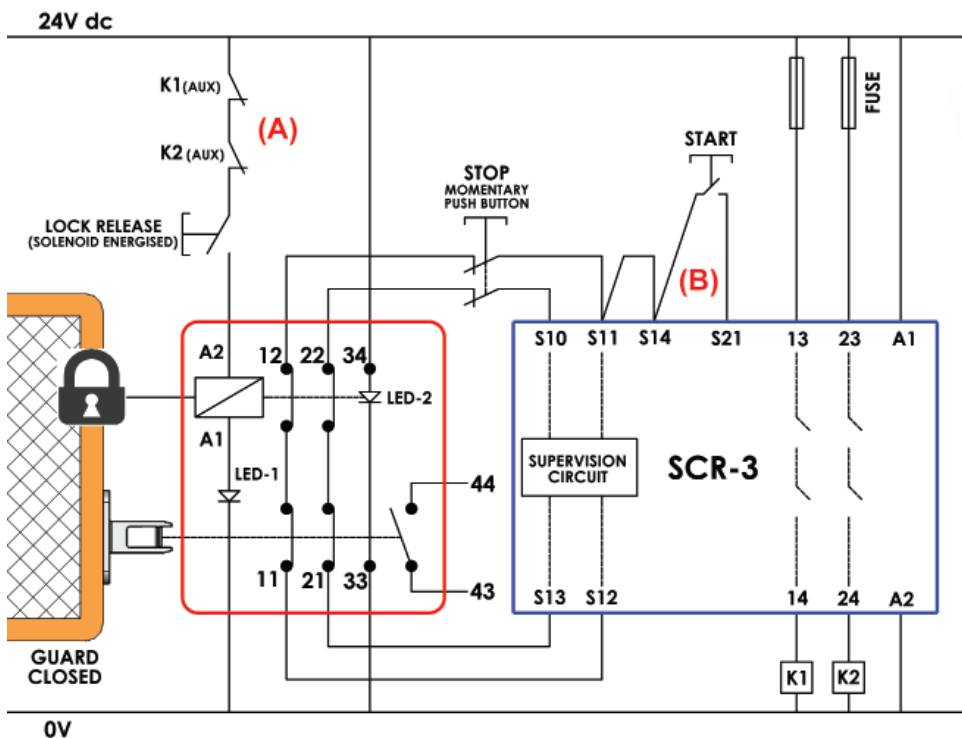 24V dc
K1(AUX)
(A)
K2 (AUX)
FUSE
START
STOP
MOMENTARY
PUSH BUTTON
LOCK RELEASE
(SOLENOID ENERGISED)
(B)
A2 12 22 34
S10 S11 S14 S21 13 23 A1
LED-2
A1
LED-1
SUPERVISION
CIRCUIT
SCR-3
44
11 21 33
43
S13 S12 14 24 A2
GUARD
CLOSED
K1 K2
0V